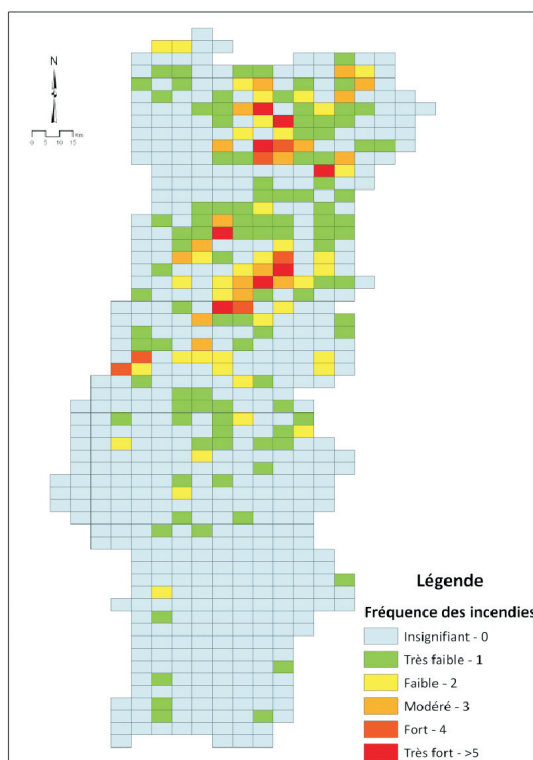 N
0 5 10 15 Km
Légende
Fréquence des incendies
Insignifiant - 0
Très faible - 1
Faible - 2
Modéré - 3
Fort - 4
Très fort - >5